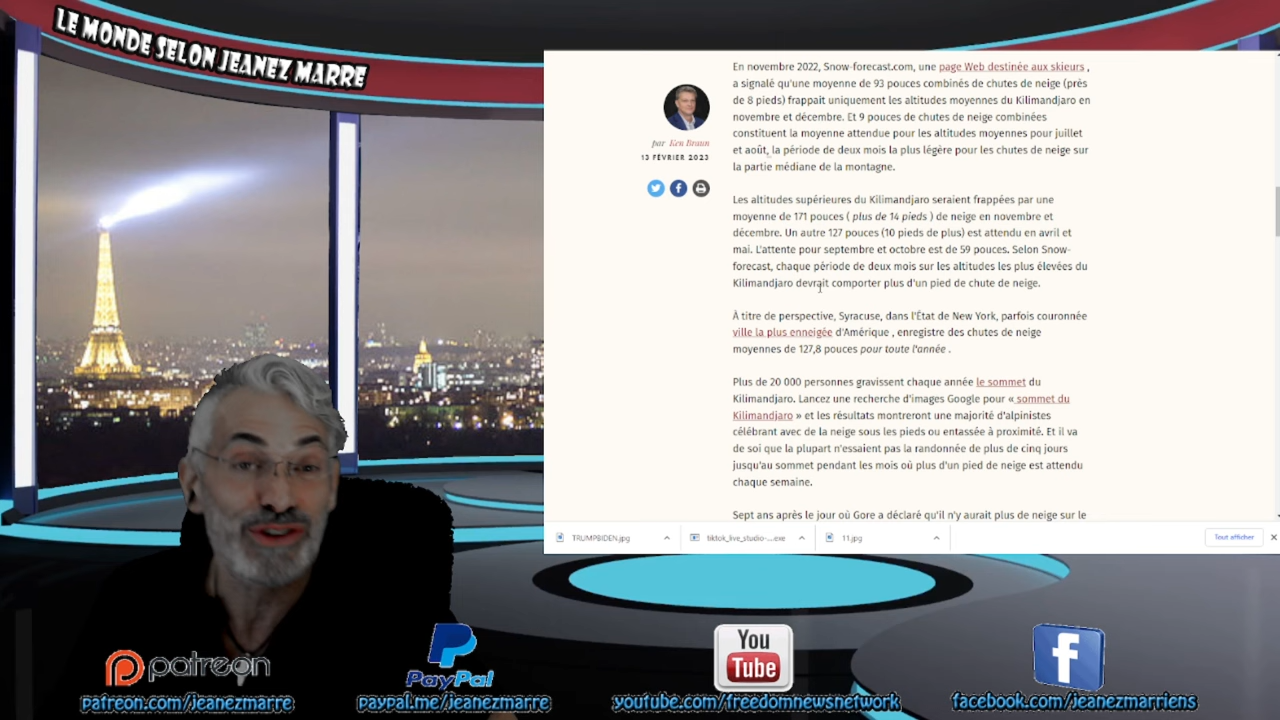 LE MONDE SELON JEANEZ MARRE
En novembre 2022, Snow-forecast.com, une page Web destinée aux skieurs ,
a signalé qu'une moyenne de 93 pouces combinés de chutes de neige (près
de 8 pieds) frappait uniquement les altitudes moyennes du Kilimandjaro en
novembre et décembre. Et 9 pouces de chutes de neige combinées
constituent la moyenne attendue pour les altitudes moyennes pour juillet
et août, la période de deux mois la plus légère pour les chutes de neige sur
la partie médiane de la montagne.
par Ken Braun
13 FÉVRIER 2023
Les altitudes supérieures du Kilimandjaro seraient frappées par une
moyenne de 171 pouces ( plus de 14 pieds ) de neige en novembre et
décembre. Un autre 127 pouces (10 pieds de plus) est attendu en avril et
mai. L'attente pour septembre et octobre est de 59 pouces. Selon Snow-
forecast, chaque période de deux mois sur les altitudes les plus élevées du
Kilimandjaro devrait comporter plus d'un pied de chute de neige.
À titre de perspective, Syracuse, dans l'État de New York, parfois couronnée
ville la plus enneigée d'Amérique , enregistre des chutes de neige
moyennes de 127,8 pouces pour toute l'année .
Plus de 20 000 personnes gravissent chaque année le sommet du
Kilimandjaro. Lancez une recherche d'images Google pour « sommet du
Kilimandjaro » et les résultats montreront une majorité d'alpinistes
célébrant avec de la neige sous les pieds ou entassée à proximité. Et il va
de soi que la plupart n'essaient pas la randonnée de plus de cinq jours
jusqu'au sommet pendant les mois où plus d'un pied de neige est attendu
chaque semaine.
Sept ans après le jour où Gore a déclaré qu'il n'y aurait plus de neige sur le
TRUMPBIDEN.jpg
tiktok_live_studio-....exe
11.jpg
Tout afficher
patreon
PayPal
You
Tube
patreon.com/jeanezmarre
paypal.me/jeanezmarre
youtube.com/freedomnewsnetwork
facebook.com/jeanezmarriens